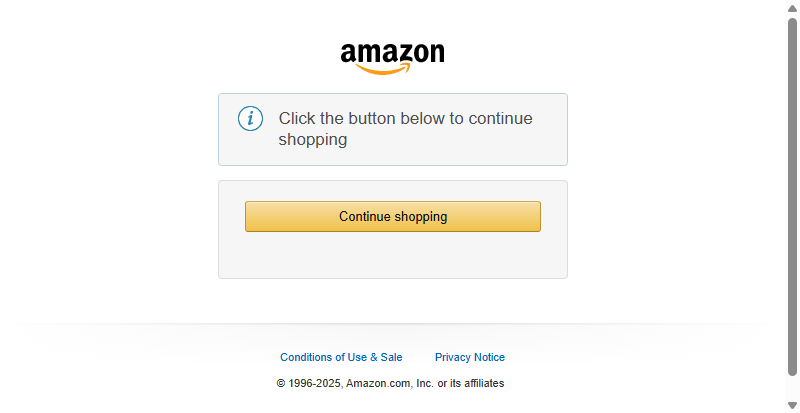 amazon
i
Click the button below to continue
shopping
Continue shopping
Conditions of Use & Sale Privacy Notice
© 1996-2025, Amazon.com, Inc. or its affiliates